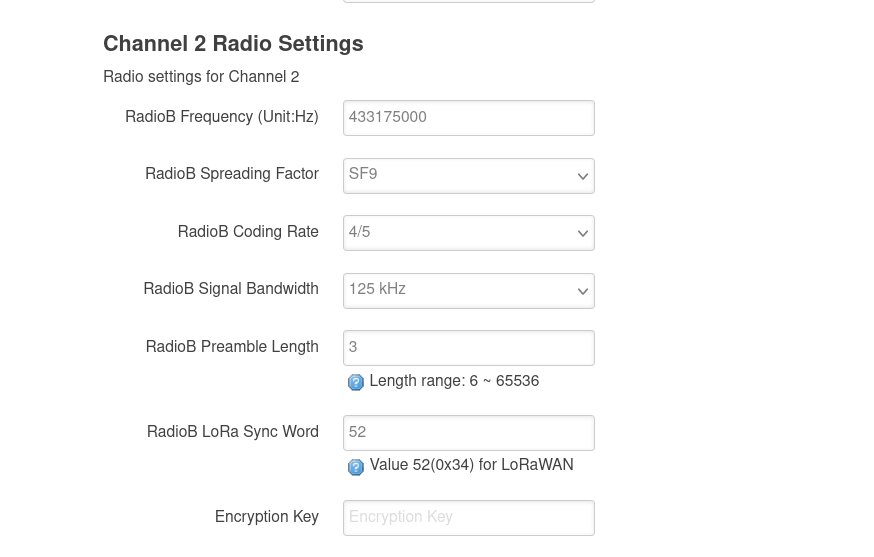 Channel 2 Radio Settings
Radio settings for Channel 2
RadioB Frequency (Unit:Hz) 433175000
RadioB Spreading Factor SF9
RadioB Coding Rate 4/5
RadioB Signal Bandwidth 125 kHz
RadioB Preamble Length 3
Length range: 6 ~ 65536
RadioB LoRa Sync Word 52
Value 52(0x34) for LoRaWAN
Encryption Key Encryption Key